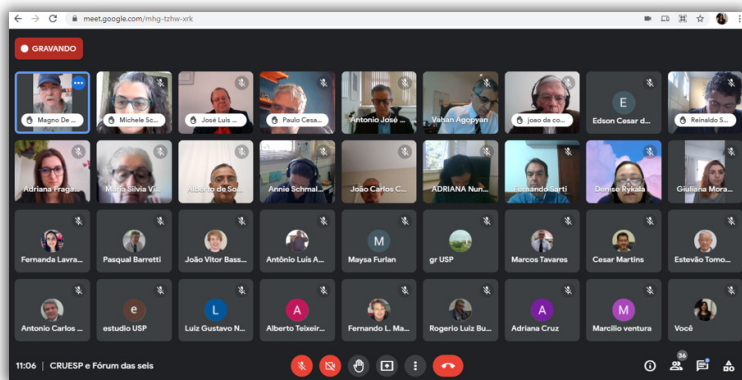 meet.google.com/mhg-tzhw-xrk
GRAVANDO
Magno De ...
Michele Sc...
José Luis ...
Paulo Cesa...
Antonio José ...
Vahan Agopyan
joao da co...
E
Edson Cesar d...
Reinaldo S...
Adriana Fraga...
Maria Silvia Vi...
Alberto de So...
Annie Schmal...
João Carlos C...
ADRIANA Nun...
Fernando Sarti
Denise Rykala
Giuliana Mora...
Fernanda Lavra...
Pasqual Barretti
João Vitor Bass...
Antônio Luís A...
M
Maysa Furlan
gr USP
Marcos Tavares
Cesar Martins
Estevão Tomo...
Antonio Carlos ...
e
estudio USP
L
Luiz Gustavo N...
A
Alberto Teixeir...
Fernando L. Ma...
Rogerio Luiz Bu...
A
Adriana Cruz
M
Marcilio ventura
Você
11:06 | CRUESP e Fórum das seis
36